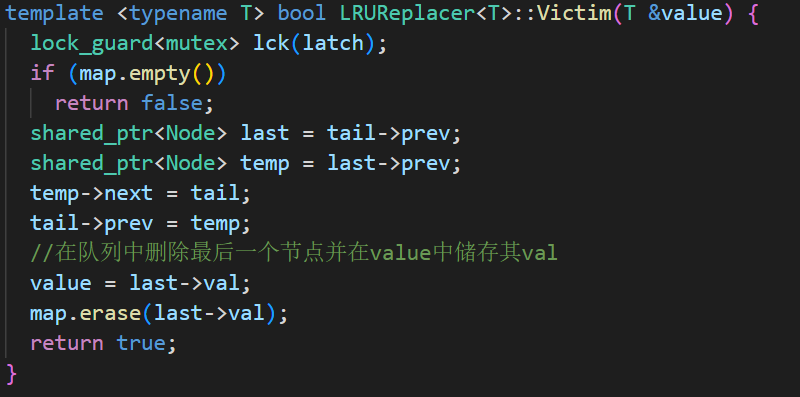 template <typename T> bool LRUReplacer<T>::Victim(T &value) {
  lock_guard<mutex> lck(latch);
  if (map.empty())
    return false;
  shared_ptr<Node> last = tail->prev;
  shared_ptr<Node> temp = last->prev;
  temp->next = tail;
  tail->prev = temp;
  //在队列中删除最后一个节点并在value中储存其val
  value = last->val;
  map.erase(last->val);
  return true;
}